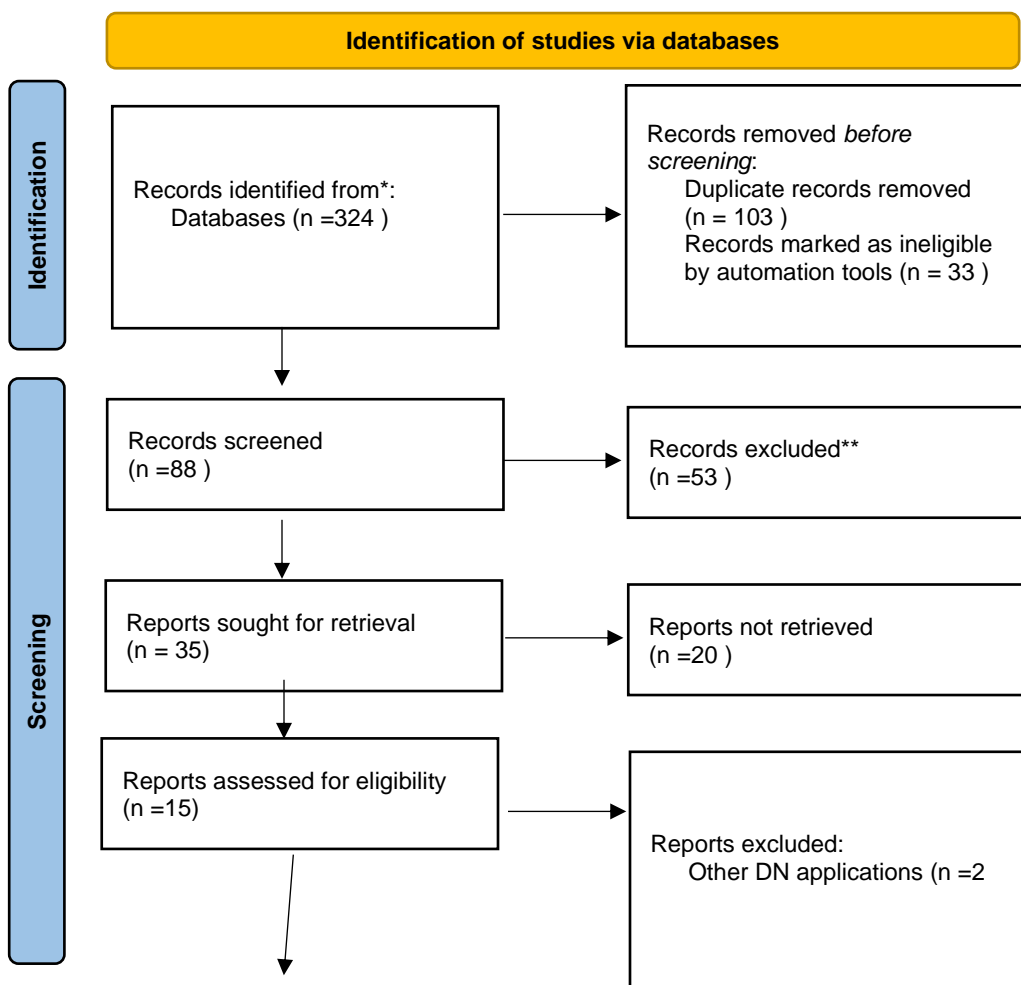 Identification of studies via databases
Identification
Records identified from*:
Databases (n =324 )
Records removed before
screening:
Duplicate records removed
(n = 103 )
Records marked as ineligible
by automation tools (n = 33 )
Screening
Records screened
(n =88 )
Records excluded**
(n =53 )
Reports sought for retrieval
(n = 35)
Reports not retrieved
(n =20 )
Reports assessed for eligibility
(n =15)
Reports excluded:
Other DN applications (n =2